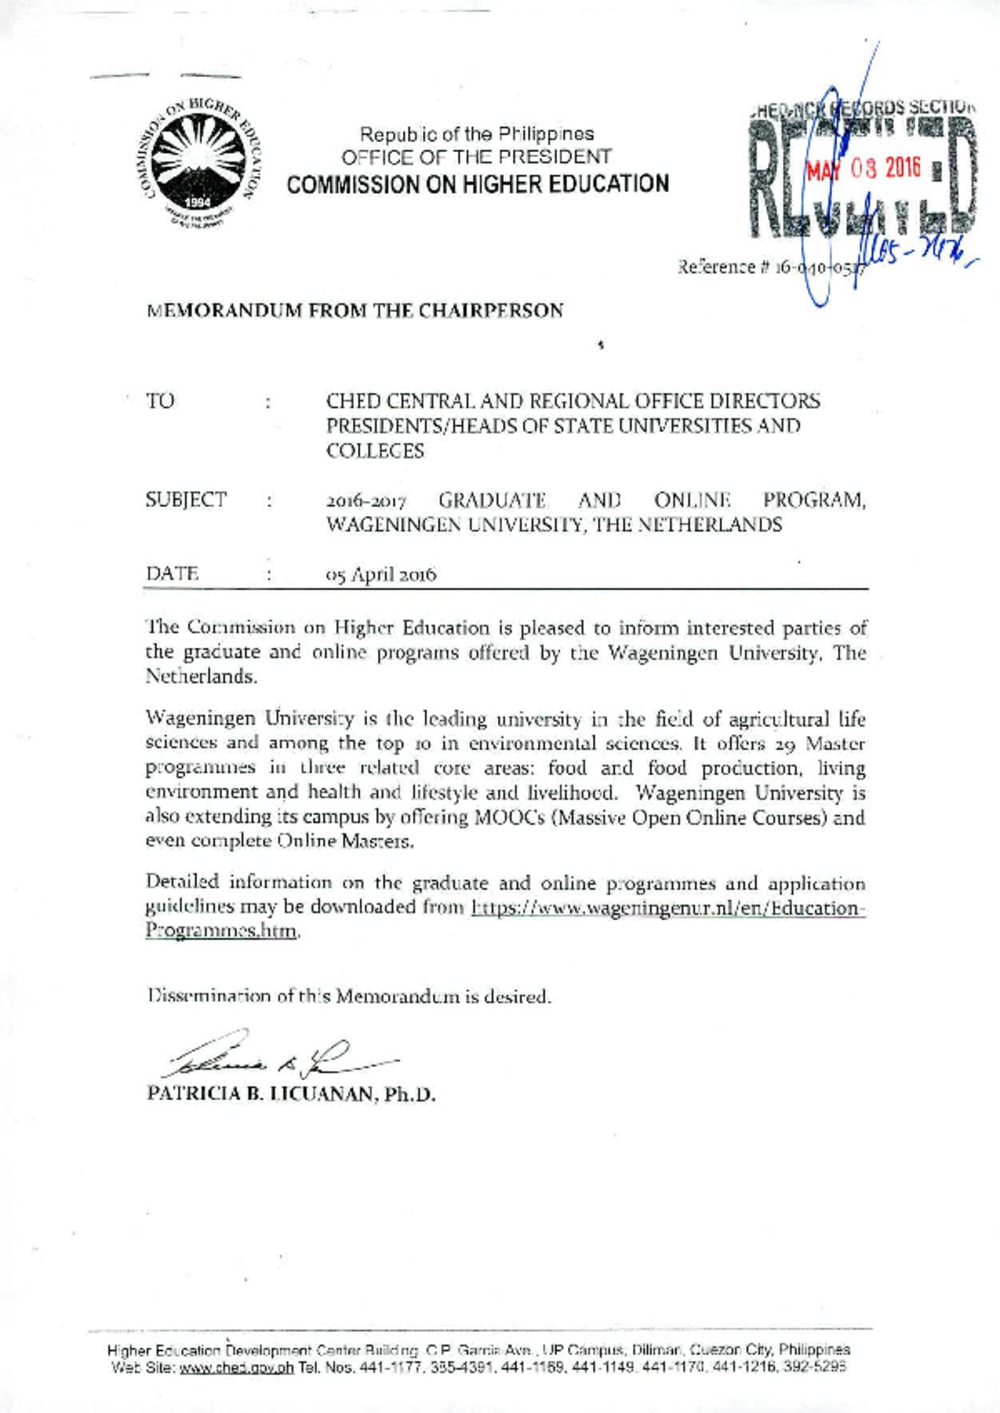 COMMISSION ON HIGHER EDUCATION
1994
Republic of the Philippines
OFFICE OF THE PRESIDENT
COMMISSION ON HIGHER EDUCATION
RECORDS SECTION
RECEIVED
MAY 03 2016
Reference # 16-040-0517
MEMORANDUM FROM THE CHAIRPERSON
TO : CHED CENTRAL AND REGIONAL OFFICE DIRECTORS
PRESIDENTS/HEADS OF STATE UNIVERSITIES AND
COLLEGES
SUBJECT : 2016-2017 GRADUATE AND ONLINE PROGRAM,
WAGENINGEN UNIVERSITY, THE NETHERLANDS
DATE : 05 April 2016
The Commission on Higher Education is pleased to inform interested parties of
the graduate and online programs offered by the Wageningen University, The
Netherlands.
Wageningen University is the leading university in the field of agricultural life
sciences and among the top 10 in environmental sciences. It offers 29 Master
programmes in three related core areas: food and food production, living
environment and health and lifestyle and livelihood. Wageningen University is
also extending its campus by offering MOOCs (Massive Open Online Courses) and
even complete Online Masters.
Detailed information on the graduate and online programmes and application
guidelines may be downloaded from https://www.wageningenur.nl/en/Education-
Programmes.htm.
Dissemination of this Memorandum is desired.
PATRICIA B. LICUANAN, Ph.D.
Higher Education Development Center Building, C.P. Garcia Ave., UP Campus, Diliman, Quezon City, Philippines
Web Site: www.ched.gov.ph Tel. Nos. 441-1177, 385-4391, 441-1169, 441-1149, 441-1170, 441-1216, 392-5296